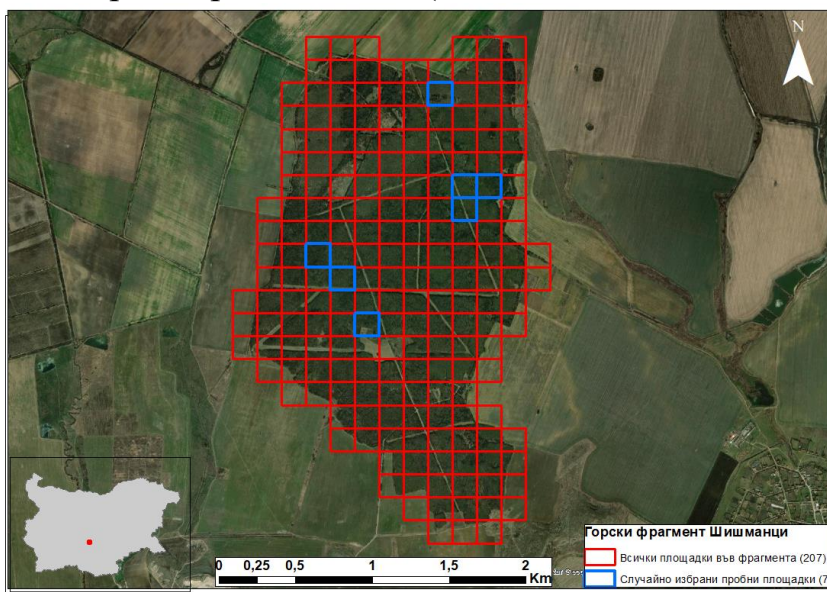 N
Горски фрагмент Шишманци
Всички площадки във фрагмента (207)
Случайно избрани пробни площадки (7
0 0,25 0,5 1 1,5 2
Km